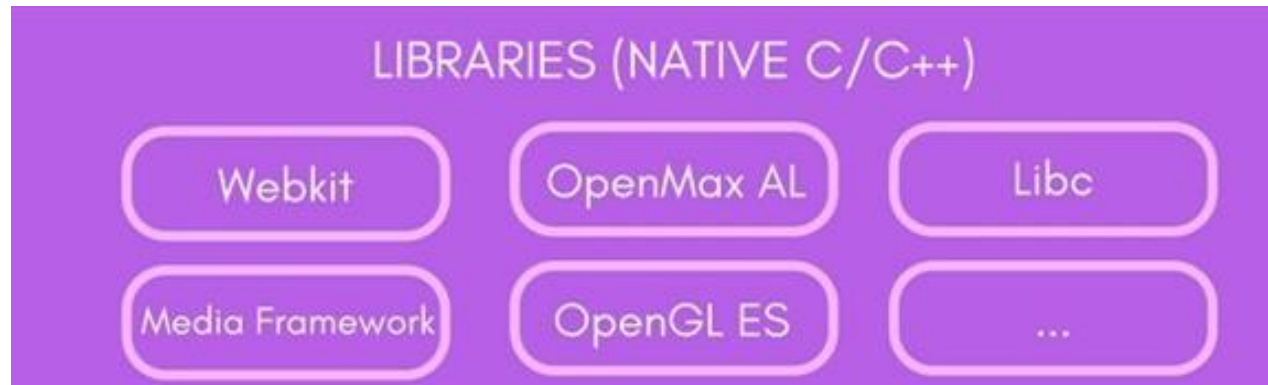 LIBRARIES (NATIVE C/C++)
Webkit
OpenMax AL
Libc
Media Framework
OpenGL ES
...